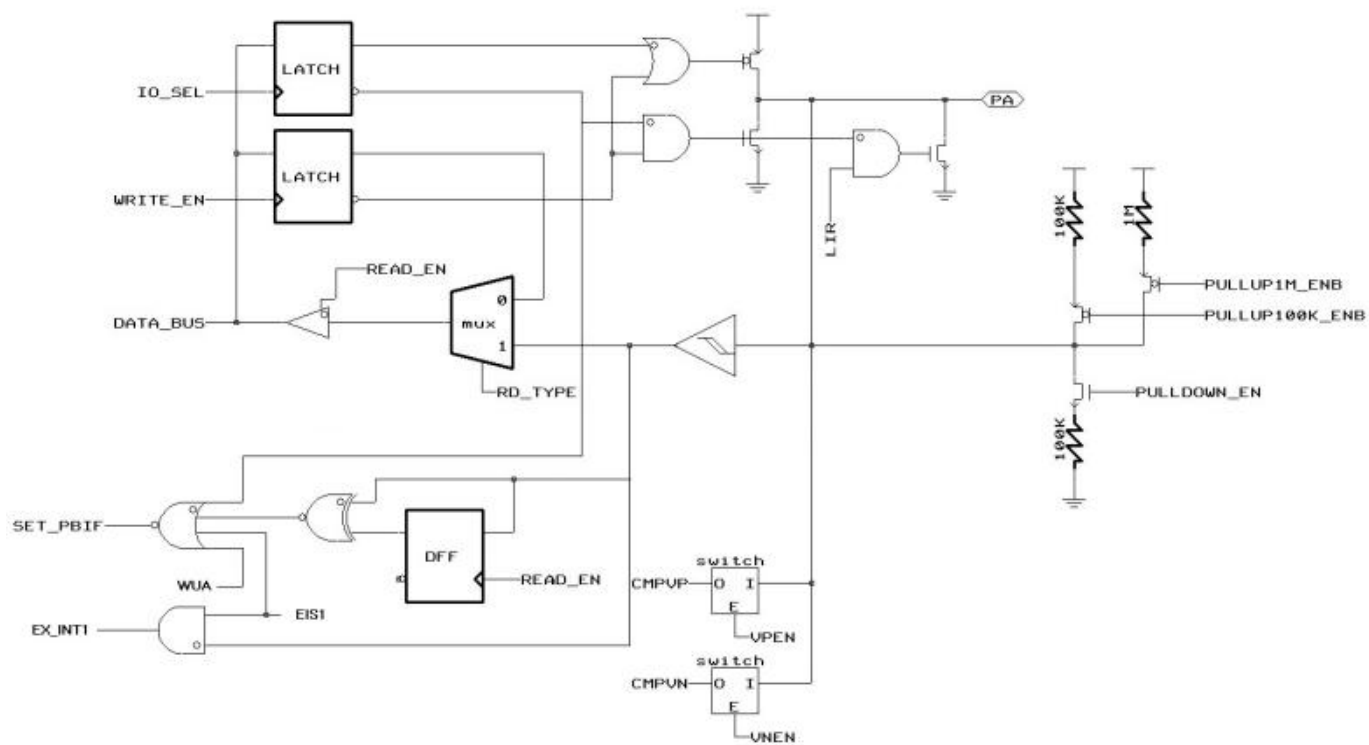 LATCH
IO_SEL
PA
LATCH
WRITE_EN
LIR
100K
1M
READ_EN
PULLUP1M_ENB
0
DATA_BUS
mux
PULLUP100K_ENB
1
RD_TYPE
PULLDOWN_EN
100K
SET_PBIF
DFF
switch
READ_EN
CMPVP
O I
WUA
E
EIS1
EX_INT1
VPEN
switch
CMPVN
O I
E
VNEN